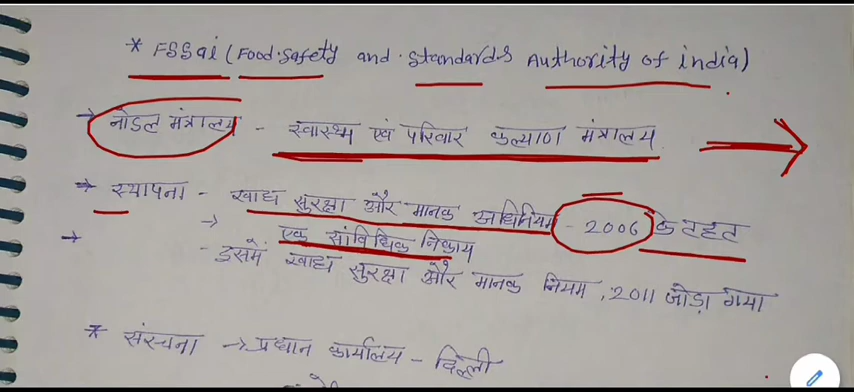 * FSSai (Food Safety and Standards Authority of india)
→ नोडल मंत्रालय - स्वास्थ्य एवं परिवार कल्याण मंत्रालय
→ स्थापना - खाद्य सुरक्षा और मानक अधिनियम - 2006 के तहत
→ एक सांविधिक निकाय
→ - इसमें खाद्य सुरक्षा और मानक नियम, 2011 जोड़ा गया
* संरचना → प्रधान कार्यालय - दिल्ली